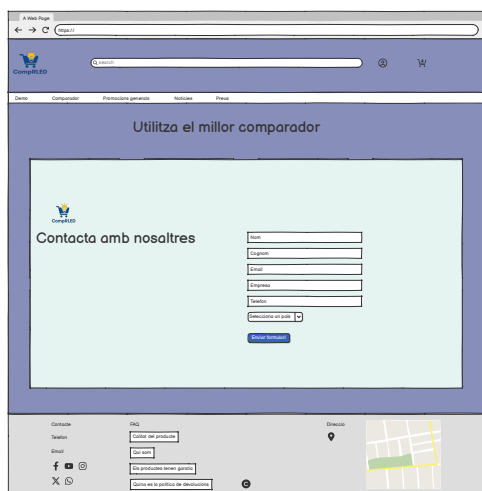 A Web Page
https://
search
CompRLED
Demo Comparador Promocions generals Noticies Preus
Utilitza el millor comparador
CompRLED
Contacta amb nosaltres
Nom
Cognom
Email
Empresa
Telefon
Selecciona un país
Enviar formulari
Contacte FAQ Direcció
Telefon Calitat del producte
Email Qui som
Els productes tenen garatia
Quina es la politica de devolucions